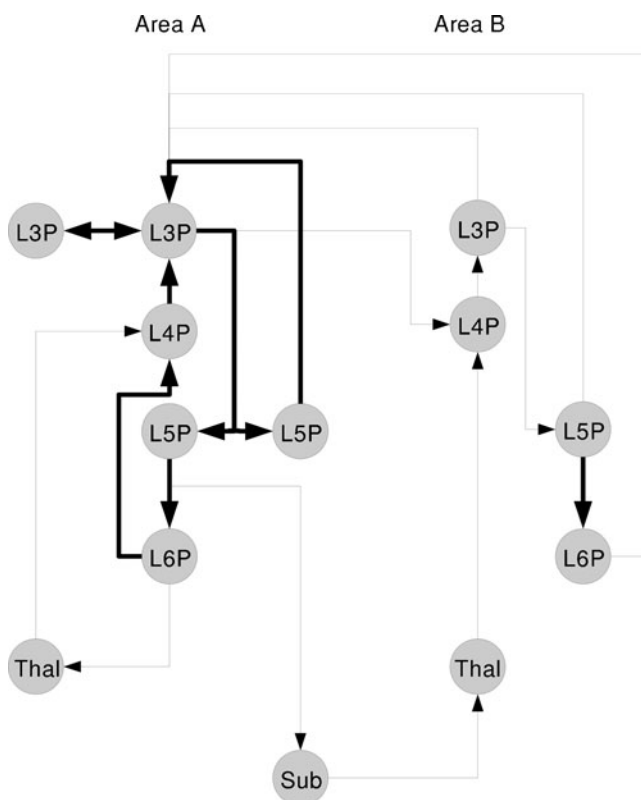 Area A Area B
L3P L3P L3P
L4P L4P
L5P L5P L5P
L6P L6P
Thal Thal
Sub